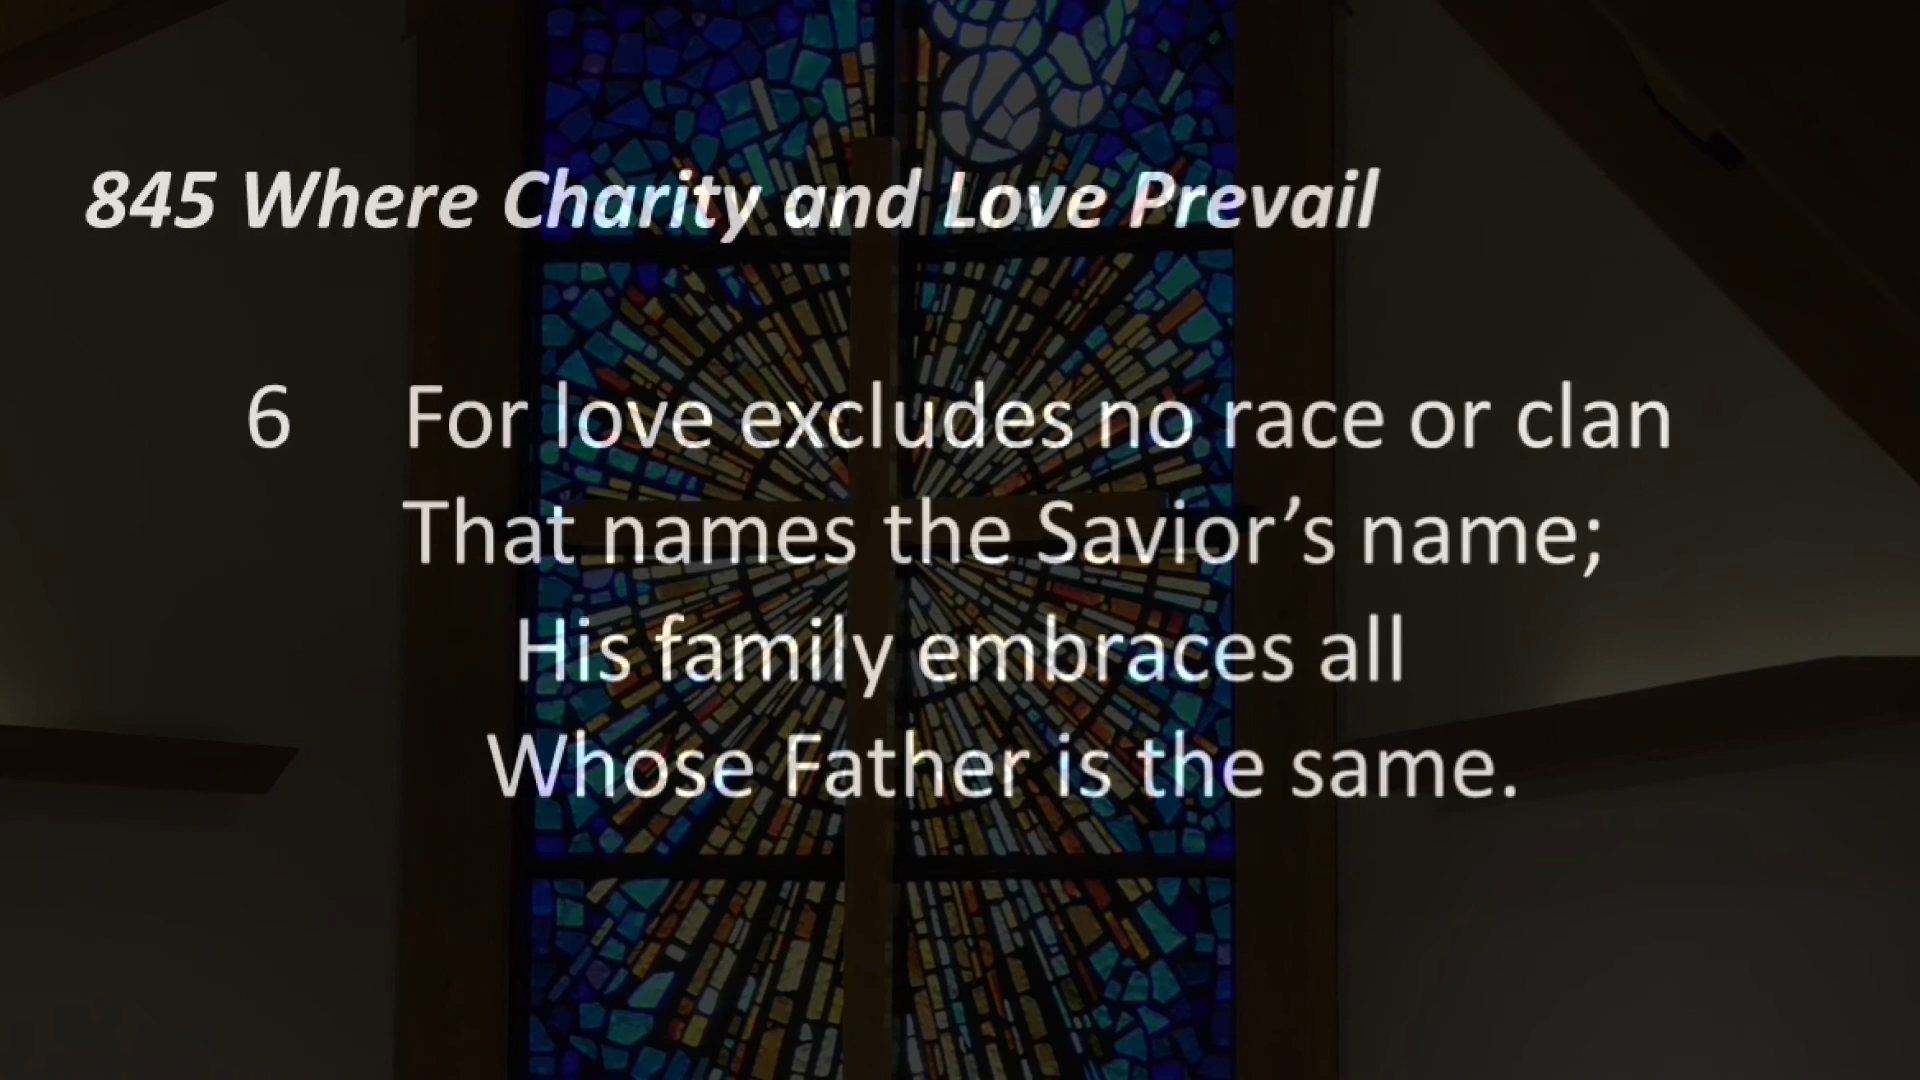 845 Where Charity and Love Prevail
6 For love excludes no race or clan
That names the Savior’s name;
His family embraces all
Whose Father is the same.